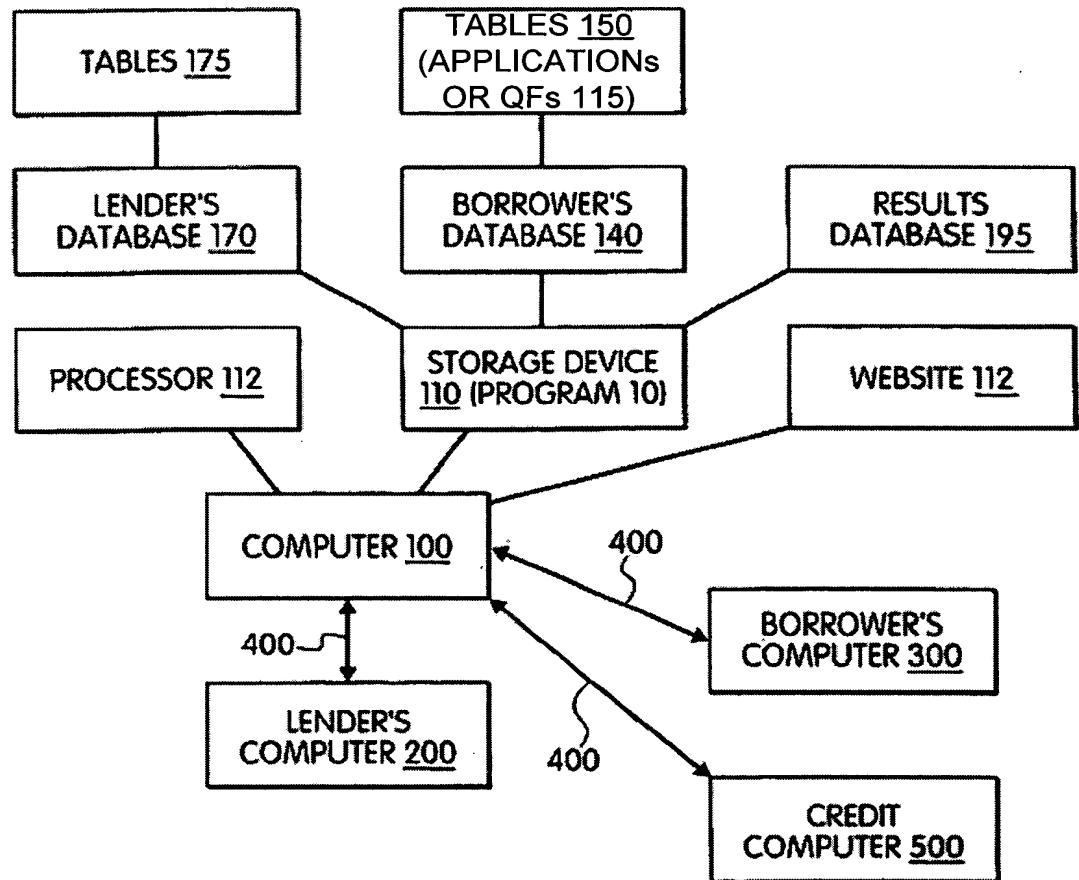 TABLES 175
TABLES 150
(APPLICATIONs
OR QFs 115)
LENDER'S
DATABASE 170
BORROWER'S
DATABASE 140
RESULTS
DATABASE 195
PROCESSOR 112
STORAGE DEVICE
110 (PROGRAM 10)
WEBSITE 112
COMPUTER 100
400
400
BORROWER'S
COMPUTER 300
LENDER'S
COMPUTER 200
400
CREDIT
COMPUTER 500